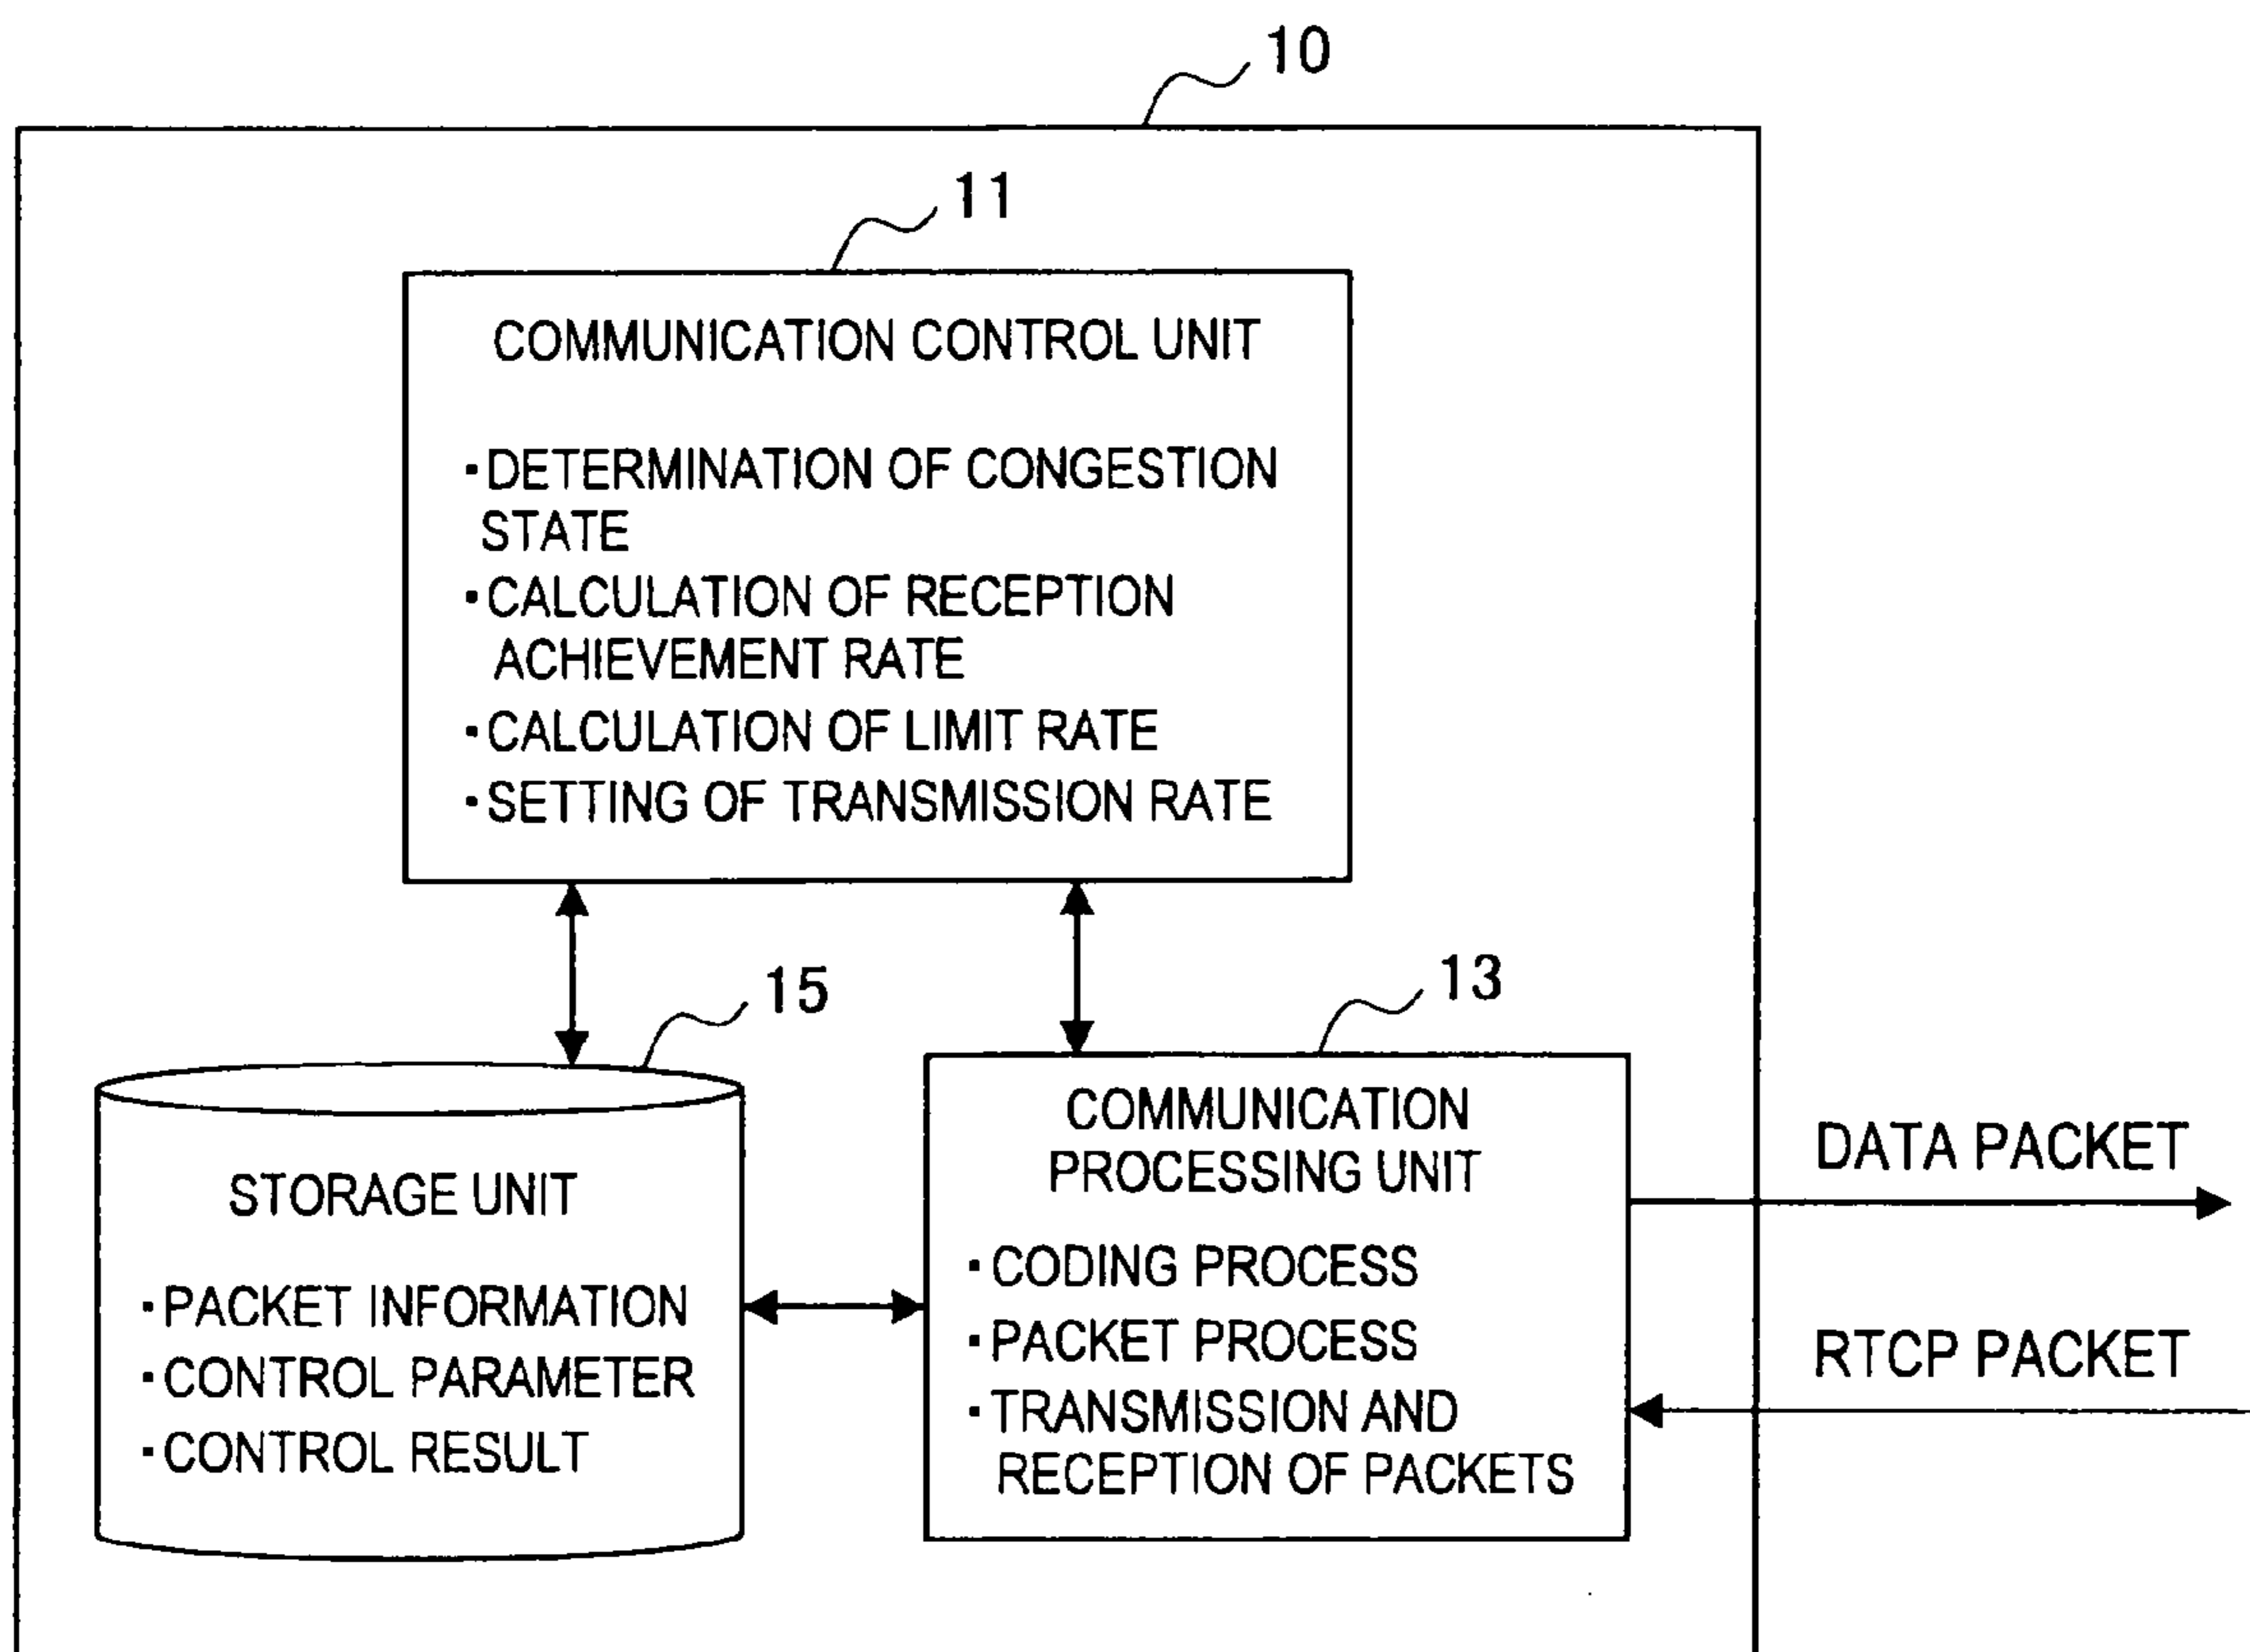 10
11
COMMUNICATION CONTROL UNIT
・DETERMINATION OF CONGESTION
STATE
・CALCULATION OF RECEPTION
ACHIEVEMENT RATE
・CALCULATION OF LIMIT RATE
・SETTING OF TRANSMISSION RATE
15
STORAGE UNIT
・PACKET INFORMATION
・CONTROL PARAMETER
・CONTROL RESULT
13
COMMUNICATION
PROCESSING UNIT
・CODING PROCESS
・PACKET PROCESS
・TRANSMISSION AND
RECEPTION OF PACKETS
DATA PACKET
RTCP PACKET